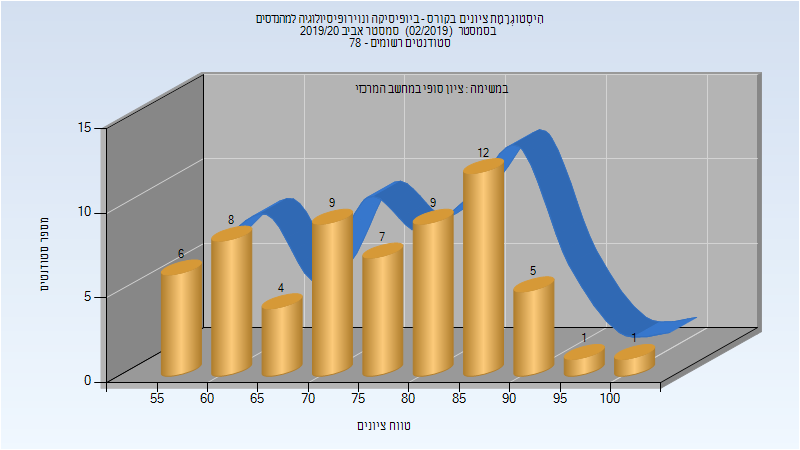 היסטוגרמת ציונים בקורס - ביופיסיקה ונוירופיסיולוגיה למהנדסים
בסמסטר (02/2019) סמסטר אביב 2019/20
סטודנטים רשומים - 78
במשימה : ציון סופי במחשב המרכזי
מספר סטודנטים
15
10
5
0
6
8
4
9
7
9
12
5
1
1
55 60 65 70 75 80 85 90 95 100
טווח ציונים